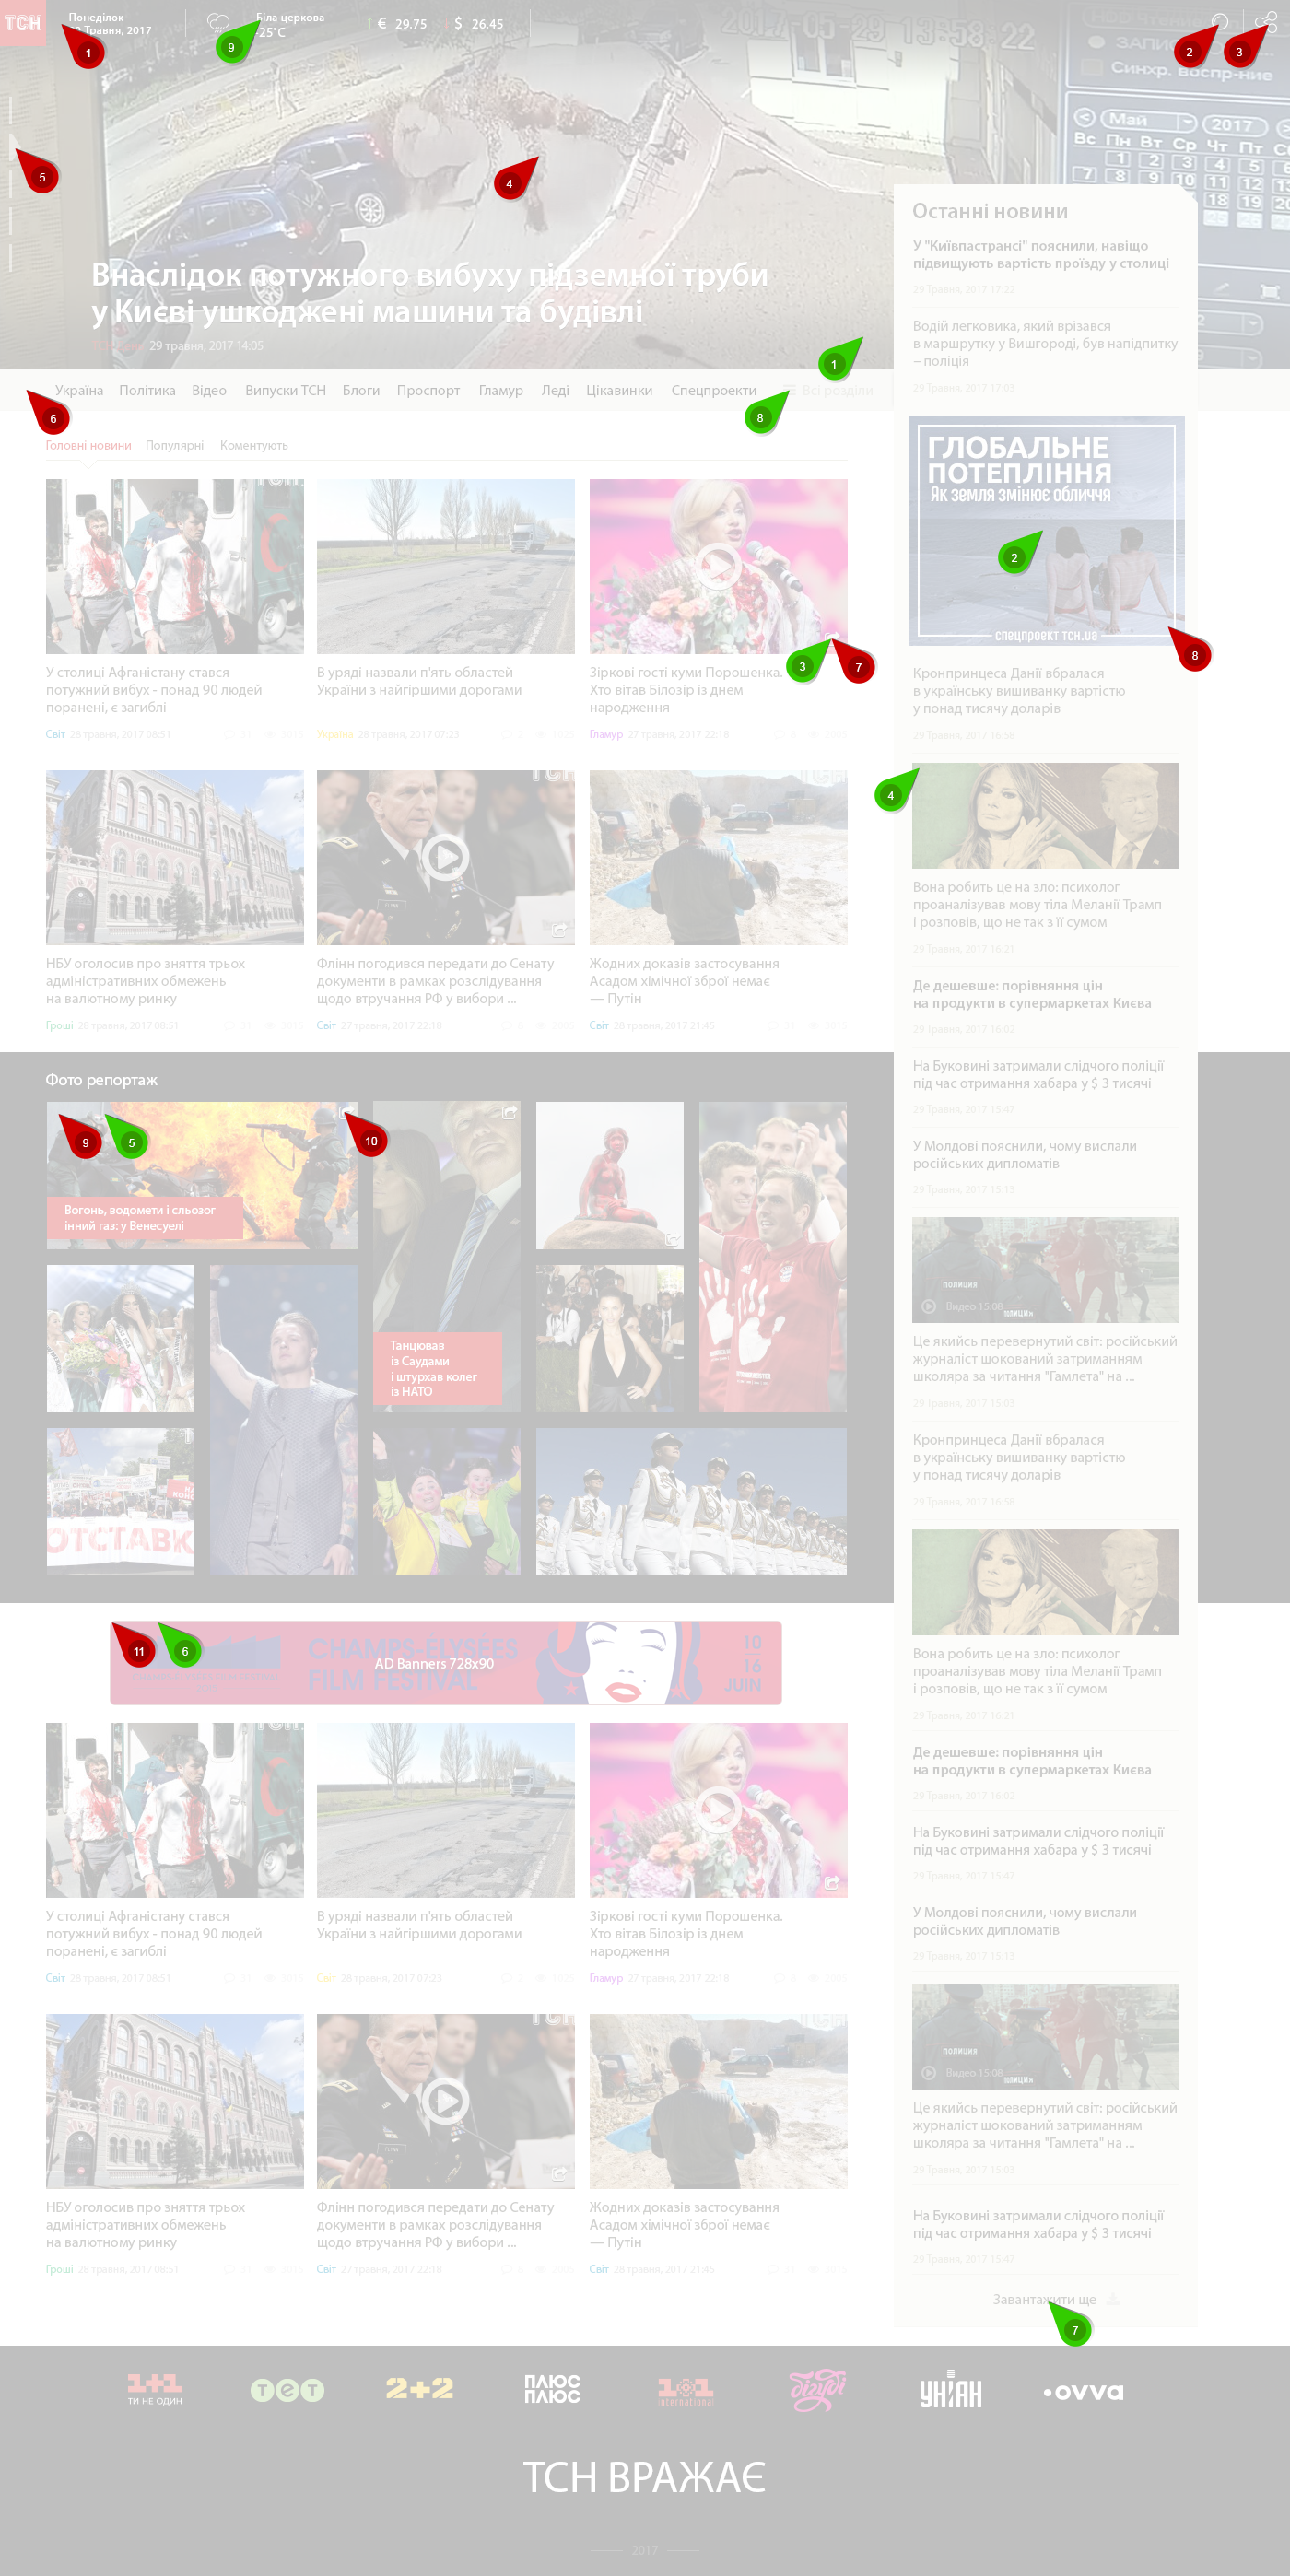 ТСН
Понеділок
Травня, 2017
Біла церкова
-25°C
€ 29.75
$ 26.45
1
9
2
3
5
4
Май
2017
Внаслідок потужного вибуху підземної труби
у Києві ушкоджені машини та будівлі
29 травня, 2017 14:05
1
Україна Політика Відео Випуски ТСН Блоги Проспорт Гламур Леді Цікавинки Спецпроекти Всі розділи
6
8
Головні новини Популярні Коментують
У столиці Афганістану стався
потужний вибух - понад 90 людей
поранені, є загиблі
Світ 28 травня, 2017 08:51
В уряді назвали п'ять областей
України з найгіршими дорогами
Україна 28 травня, 2017 07:23
3
7
Зіркові гості куми Порошенка.
Хто вітав Білозір із днем
народження
Гламур 27 травня, 2017 22:18
НБУ оголосив про зняття трьох
адміністративних обмежень
на валютному ринку
Гроші 28 травня, 2017 08:51
Флінн погодився передати до Сенату
документи в рамках розслідування
щодо втручання РФ у вибори ...
Світ 27 травня, 2017 22:18
Жодних доказів застосування
Асадом хімічної зброї немає
— Путін
Світ 28 травня, 2017 21:45
Фото репортаж
9
5
10
Вогонь, водомети і сльозог
інний газ: у Венесуелі
Танцював
із Саудами
і штурхав колег
із НАТО
ОТСТАВК
11
6
CHAMPS-ÉLYSÉES
FILM FESTIVAL
AD Banners 728x90
10
16
JUIN
У столиці Афганістану стався
потужний вибух - понад 90 людей
поранені, є загиблі
Світ 28 травня, 2017 08:51
В уряді назвали п'ять областей
України з найгіршими дорогами
Світ 28 травня, 2017 07:23
Зіркові гості куми Порошенка.
Хто вітав Білозір із днем
народження
Гламур 27 травня, 2017 22:18
НБУ оголосив про зняття трьох
адміністративних обмежень
на валютному ринку
Гроші 28 травня, 2017 08:51
Флінн погодився передати до Сенату
документи в рамках розслідування
щодо втручання РФ у вибори ...
Світ 27 травня, 2017 22:18
Жодних доказів застосування
Асадом хімічної зброї немає
— Путін
Світ 28 травня, 2017 21:45
Останні новини
У "Київпастрансі" пояснили, навіщо
підвищують вартість проїзду у столиці
29 Травня, 2017 17:22
Водій легковика, який врізався
в маршрутку у Вишгороді, був напідпитку
– поліція
29 Травня, 2017 17:03
ГЛОБАЛЬНЕ
ПОТЕПЛІННЯ
Як земля змінює обличчя
2
спецпроект тсн.ua
8
Кронпринцеса Данії вбралася
в українську вишиванку вартістю
у понад тисячу доларів
29 Травня, 2017 16:58
4
Вона робить це на зло: психолог
проаналізував мову тіла Меланії Трамп
і розповів, що не так з її сумом
29 Травня, 2017 16:21
Де дешевше: порівняння цін
на продукти в супермаркетах Києва
29 Травня, 2017 16:02
На Буковині затримали слідчого поліції
під час отримання хабара у $ 3 тисячі
29 Травня, 2017 15:47
У Молдові пояснили, чому вислали
російських дипломатів
29 Травня, 2017 15:13
полиция
Видео 15:08
Це якийсь перевернутий світ: російський
журналіст шокований затриманням
школяра за читання "Гамлета" на ...
29 Травня, 2017 15:03
Кронпринцеса Данії вбралася
в українську вишиванку вартістю
у понад тисячу доларів
29 Травня, 2017 16:58
Вона робить це на зло: психолог
проаналізував мову тіла Меланії Трамп
і розповів, що не так з її сумом
29 Травня, 2017 16:21
Де дешевше: порівняння цін
на продукти в супермаркетах Києва
29 Травня, 2017 16:02
На Буковині затримали слідчого поліції
під час отримання хабара у $ 3 тисячі
29 Травня, 2017 15:47
У Молдові пояснили, чому вислали
російських дипломатів
29 Травня, 2017 15:13
полиция
Видео 15:08
Це якийсь перевернутий світ: російський
журналіст шокований затриманням
школяра за читання "Гамлета" на ...
29 Травня, 2017 15:03
На Буковині затримали слідчого поліції
під час отримання хабара у $ 3 тисячі
29 Травня, 2017 15:47
Завантажити ще
7
1+1
ТИ НЕ ОДИН
ТЕТ
2+2
ПЛЮС
ПЛЮС
1+1
International
бігуді
УНІАН
ovva
ТСН ВРАЖАЄ
2017